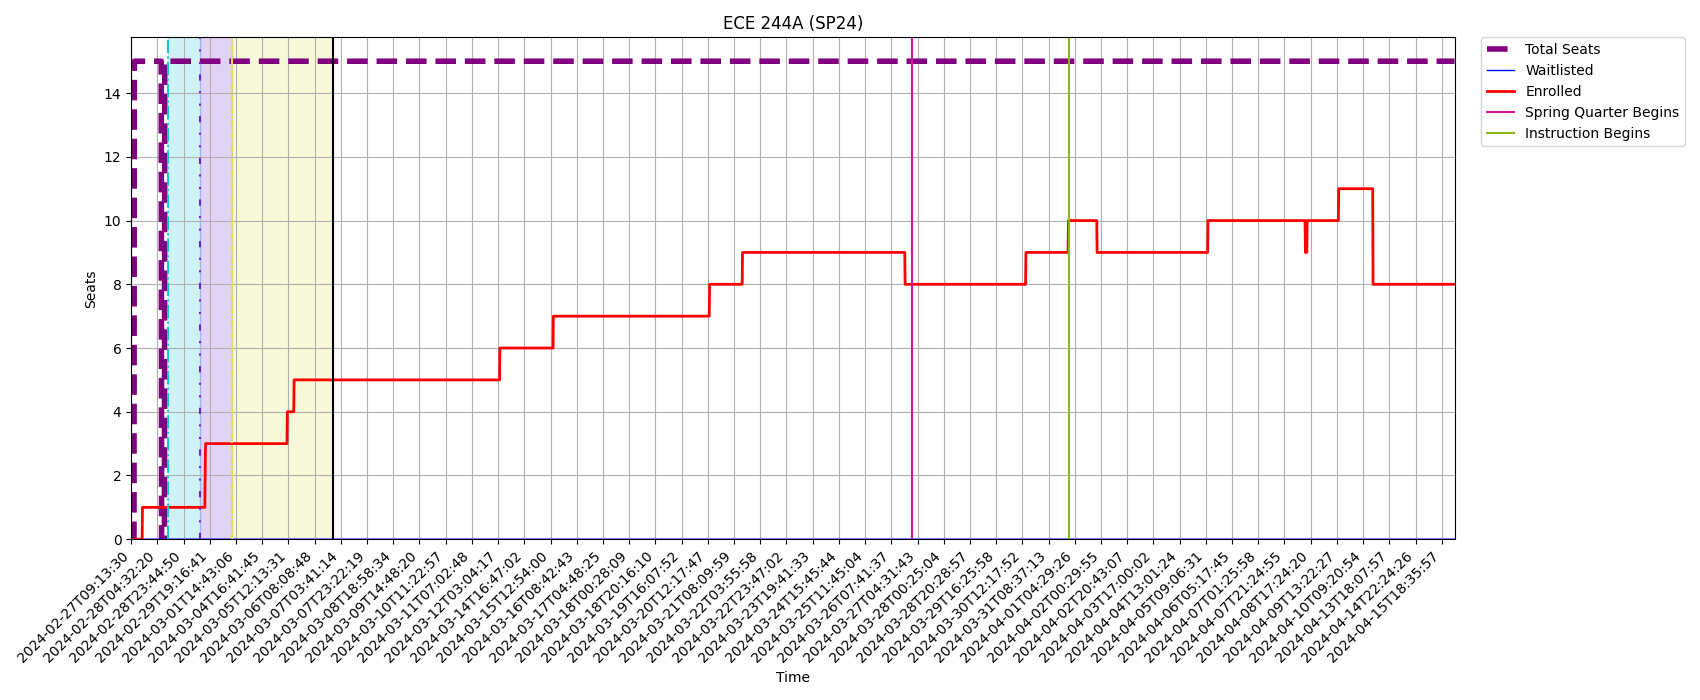 ECE 244A (SP24)
Total Seats
Waitlisted
Enrolled
Spring Quarter Begins
Instruction Begins
Seats
14
12
10
8
6
4
2
0
2024-02-27T09:13:30
2024-02-28T04:32:20
2024-02-28T23:44:50
2024-02-29T19:16:41
2024-03-01T14:43:06
2024-03-04T16:41:45
2024-03-05T12:13:31
2024-03-06T08:08:48
2024-03-07T03:41:14
2024-03-07T23:22:19
2024-03-08T18:58:34
2024-03-09T14:48:20
2024-03-10T11:22:57
2024-03-11T07:02:48
2024-03-12T03:04:17
2024-03-14T16:47:02
2024-03-15T12:54:00
2024-03-16T08:42:43
2024-03-17T04:48:25
2024-03-18T00:28:09
2024-03-18T20:16:10
2024-03-19T16:07:52
2024-03-20T12:17:47
2024-03-21T08:09:59
2024-03-22T03:55:58
2024-03-22T23:47:02
2024-03-23T19:41:33
2024-03-24T15:45:44
2024-03-25T11:45:04
2024-03-26T07:41:37
2024-03-27T04:31:43
2024-03-28T00:25:04
2024-03-28T20:28:57
2024-03-29T16:25:58
2024-03-30T12:17:52
2024-03-31T08:37:13
2024-04-01T04:29:26
2024-04-02T00:29:55
2024-04-02T20:43:07
2024-04-03T17:00:02
2024-04-04T13:01:24
2024-04-05T09:06:31
2024-04-06T05:17:45
2024-04-07T01:25:58
2024-04-07T21:24:55
2024-04-08T17:24:20
2024-04-09T13:22:27
2024-04-10T09:20:54
2024-04-13T18:07:57
2024-04-14T22:24:26
2024-04-15T18:35:57
Time